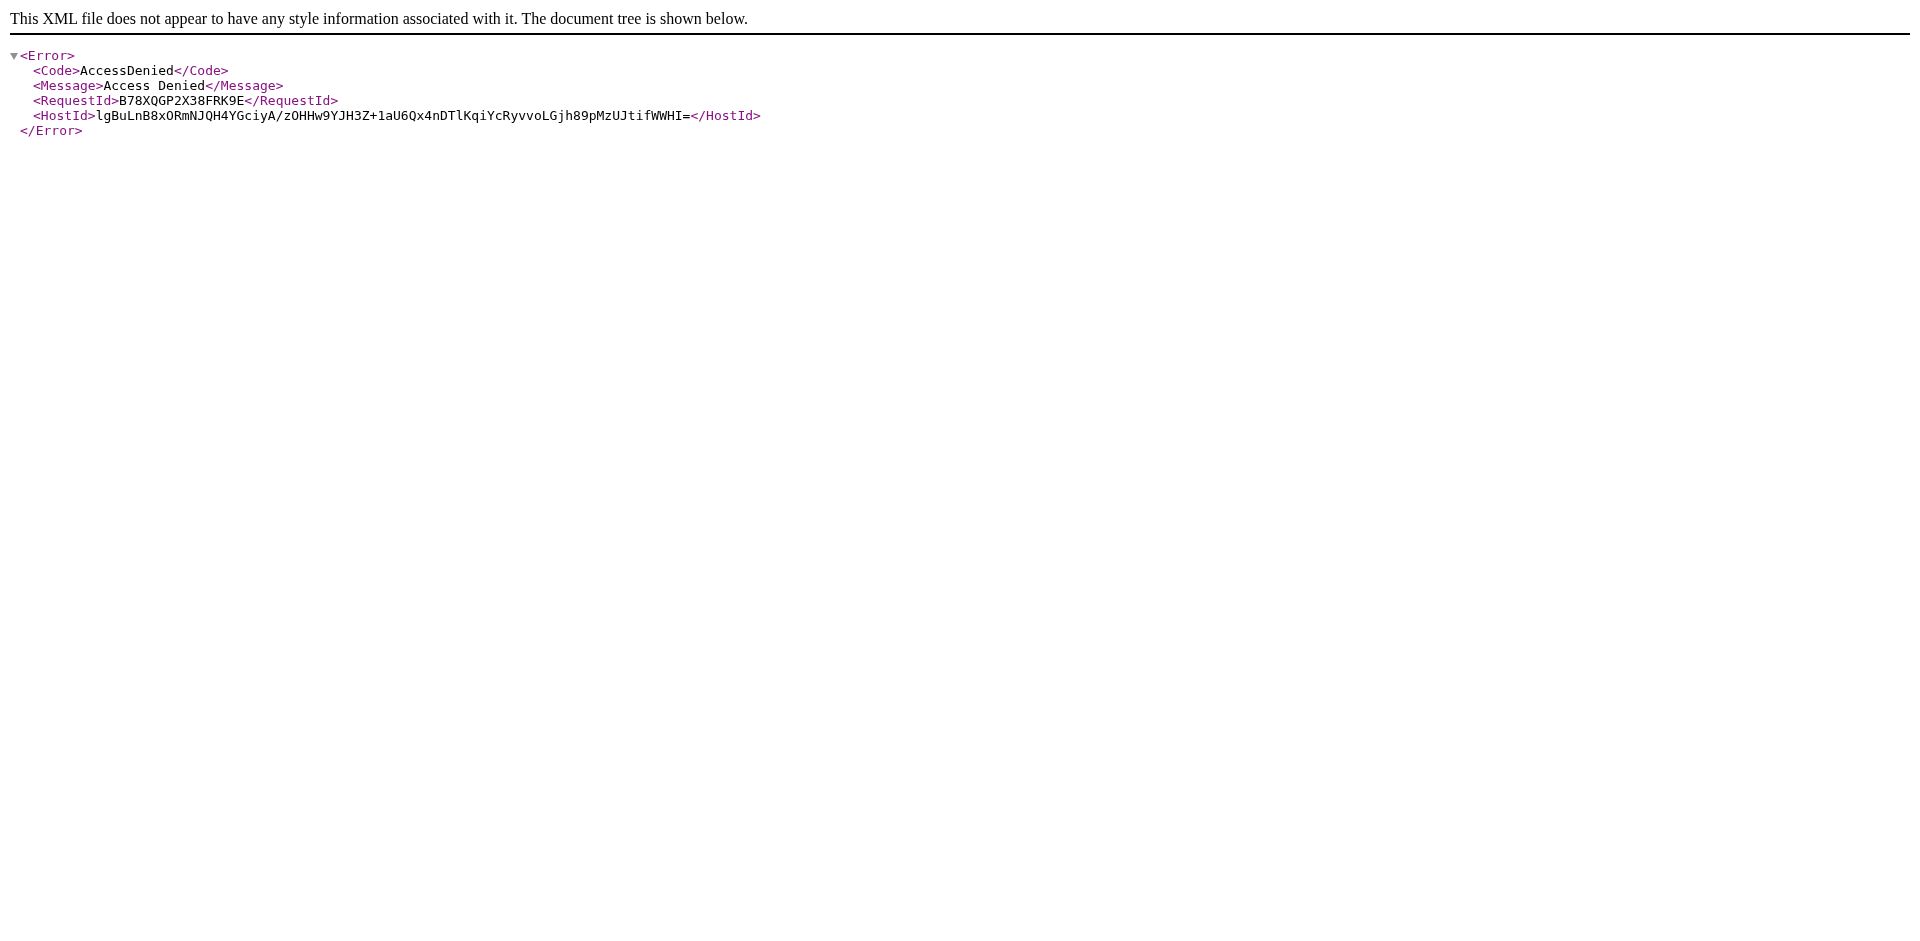 This XML file does not appear to have any style information associated with it. The document tree is shown below.
▼<Error>
<Code>AccessDenied</Code>
<Message>Access Denied</Message>
<RequestId>B78XQGP2X38FRK9E</RequestId>
<HostId>lgBuLnB8xORmNJQH4YGciyA/zOHHw9YJH3Z+1aU6Qx4nDTlKqiYcRyvvoLGjh89pMzUJtifWWHI=</HostId>
</Error>